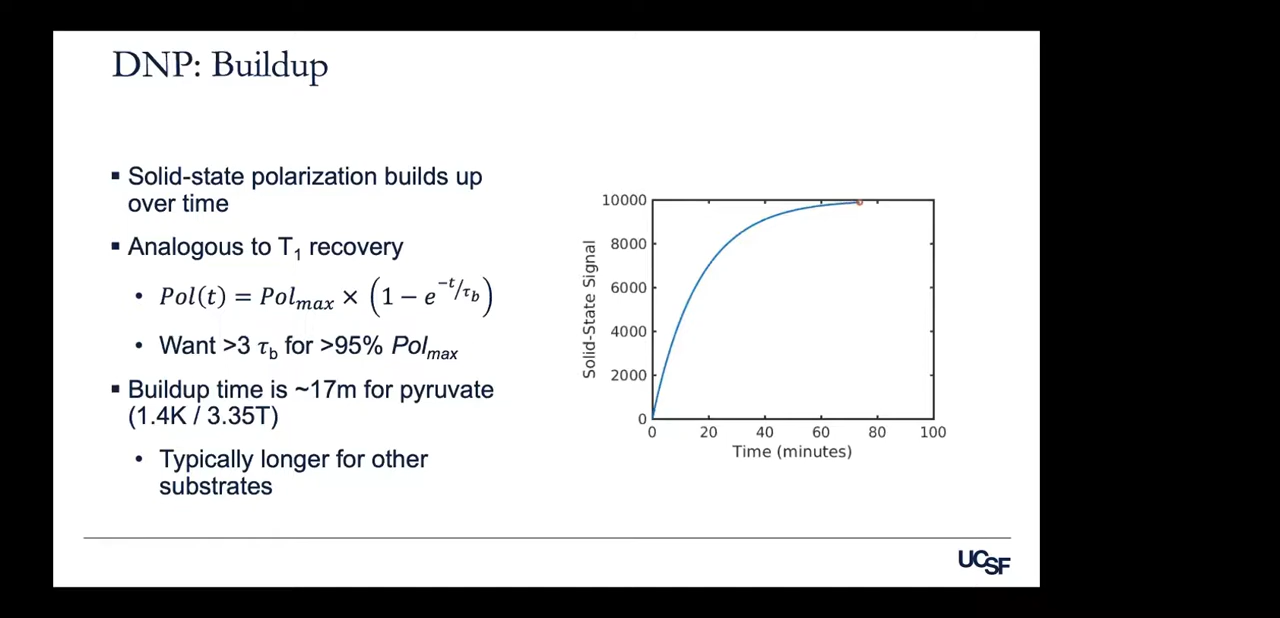 DNP: Buildup
▪ Solid-state polarization builds up
over time
▪ Analogous to T₁ recovery
• Pol(t) = Pol_max × (1 − e^(−t/τ_b))
• Want >3 τ_b for >95% Pol_max
▪ Buildup time is ~17m for pyruvate
(1.4K / 3.35T)
• Typically longer for other
substrates
10000
8000
6000
4000
2000
0
Solid-State Signal
0 20 40 60 80 100
Time (minutes)
UCSF